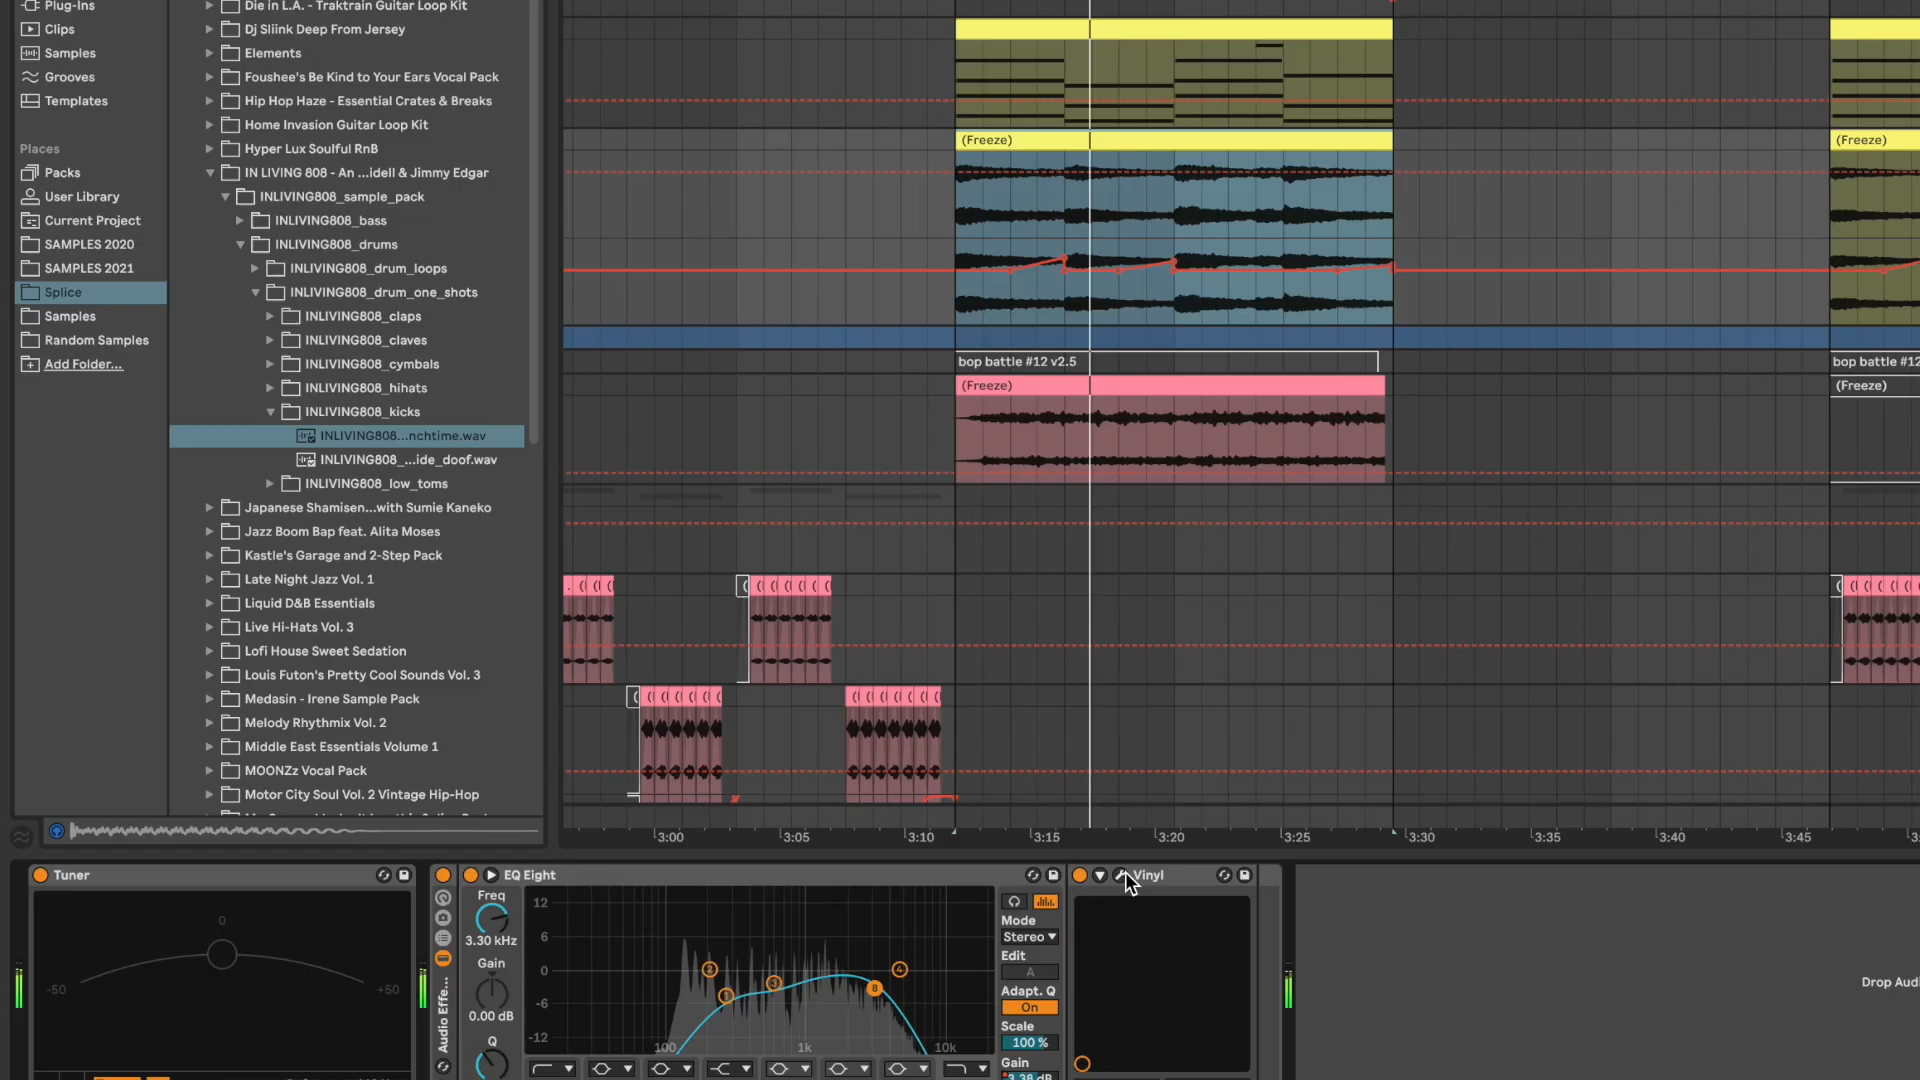 Plug-Ins
Clips
Samples
Grooves
Templates
Places
Packs
User Library
Current Project
SAMPLES 2020
SAMPLES 2021
Splice
Samples
Random Samples
Add Folder...
Die in L.A. - Traktrain Guitar Loop Kit
Dj Sliink Deep From Jersey
Elements
Foushee's Be Kind to Your Ears Vocal Pack
Hip Hop Haze - Essential Crates & Breaks
Home Invasion Guitar Loop Kit
Hyper Lux Soulful RnB
IN LIVING 808 - An ...idell & Jimmy Edgar
INLIVING808_sample_pack
INLIVING808_bass
INLIVING808_drums
INLIVING808_drum_loops
INLIVING808_drum_one_shots
INLIVING808_claps
INLIVING808_claves
INLIVING808_cymbals
INLIVING808_hihats
INLIVING808_kicks
INLIVING808...nchtime.wav
INLIVING808_...ide_doof.wav
INLIVING808_low_toms
Japanese Shamisen...with Sumie Kaneko
Jazz Boom Bap feat. Alita Moses
Kastle's Garage and 2-Step Pack
Late Night Jazz Vol. 1
Liquid D&B Essentials
Live Hi-Hats Vol. 3
Lofi House Sweet Sedation
Louis Futon's Pretty Cool Sounds Vol. 3
Medasin - Irene Sample Pack
Melody Rhythmix Vol. 2
Middle East Essentials Volume 1
MOONZz Vocal Pack
Motor City Soul Vol. 2 Vintage Hip-Hop
(Freeze) (Freeze)
bop battle #12 v2.5 bop battle #12
(Freeze) (Freeze)
3:00 3:05 3:10 3:15 3:20 3:25 3:30 3:35 3:40 3:45
Tuner
0
-50 +50
Audio Effe...
EQ Eight
Freq
3.30 kHz
Gain
0.00 dB
Q
12
6
0
-6
-12
100 1k 10k
1 2 3 4 8
Mode
Stereo
Edit
A
Adapt. Q
On
Scale
100 %
Gain
3.38 dB
Vinyl
Drop Audi